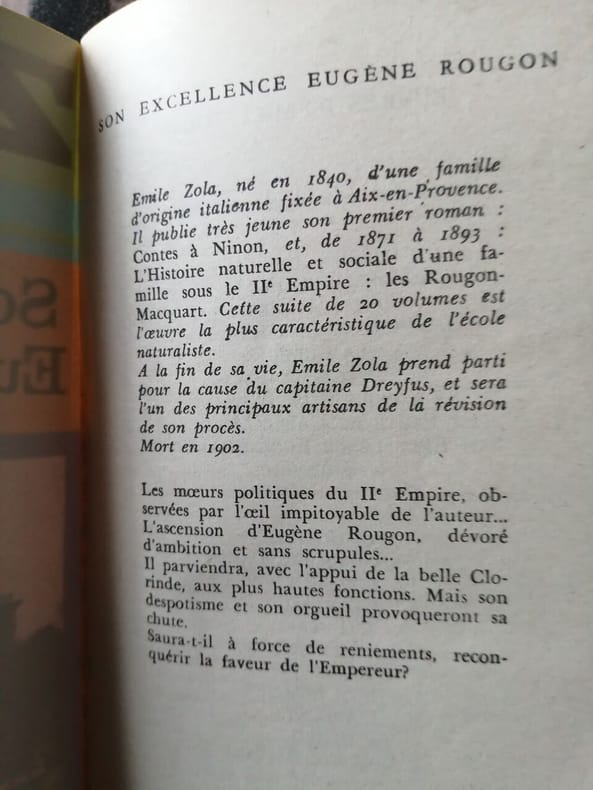 SON EXCELLENCE EUGÈNE ROUGON
Emile Zola, né en 1840, d'une famille
d'origine italienne fixée à Aix-en-Provence.
Il publie très jeune son premier roman :
Contes à Ninon, et, de 1871 à 1893 :
L'Histoire naturelle et sociale d'une fa-
mille sous le IIe Empire : les Rougon-
Macquart. Cette suite de 20 volumes est
l'œuvre la plus caractéristique de l'école
naturaliste.
A la fin de sa vie, Emile Zola prend parti
pour la cause du capitaine Dreyfus, et sera
l'un des principaux artisans de la révision
de son procès.
Mort en 1902.
Les mœurs politiques du IIe Empire, ob-
servées par l'œil impitoyable de l'auteur...
L'ascension d'Eugène Rougon, dévoré
d'ambition et sans scrupules...
Il parviendra, avec l'appui de la belle Clo-
rinde, aux plus hautes fonctions. Mais son
despotisme et son orgueil provoqueront sa
chute.
Saura-t-il à force de reniements, recon-
quérir la faveur de l'Empereur?